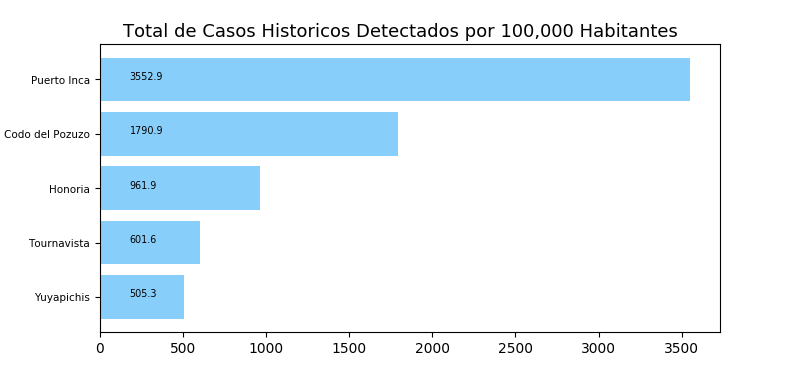 Total de Casos Historicos Detectados por 100,000 Habitantes
Puerto Inca 3552.9
Codo del Pozuzo 1790.9
Honoria 961.9
Tournavista 601.6
Yuyapichis 505.3
0 500 1000 1500 2000 2500 3000 3500